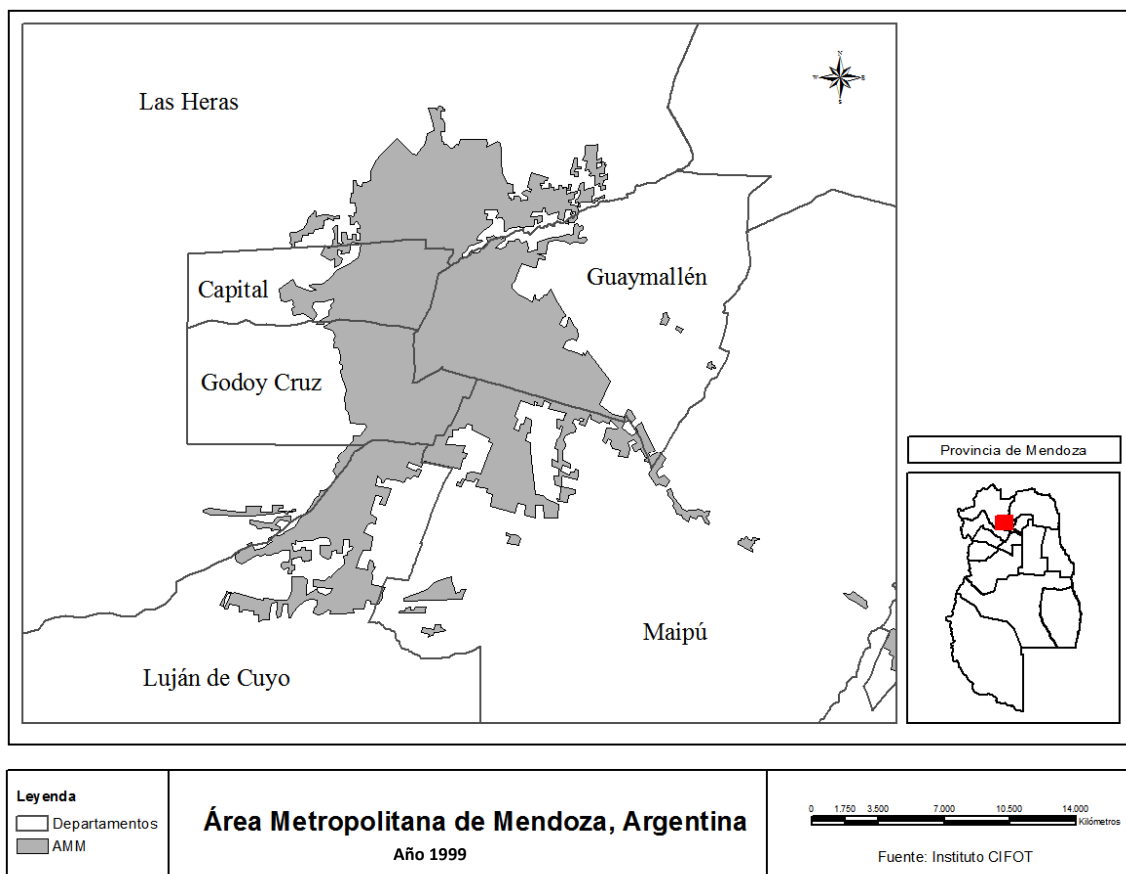 N
W
E
S
Las Heras
Guaymallén
Capital
Godoy Cruz
Maipú
Luján de Cuyo
Provincia de Mendoza
Leyenda
Departamentos
AMM
Área Metropolitana de Mendoza, Argentina
Año 1999
0 1.750 3.500 7.000 10.500 14.000
Kilómetros
Fuente: Instituto CIFOT